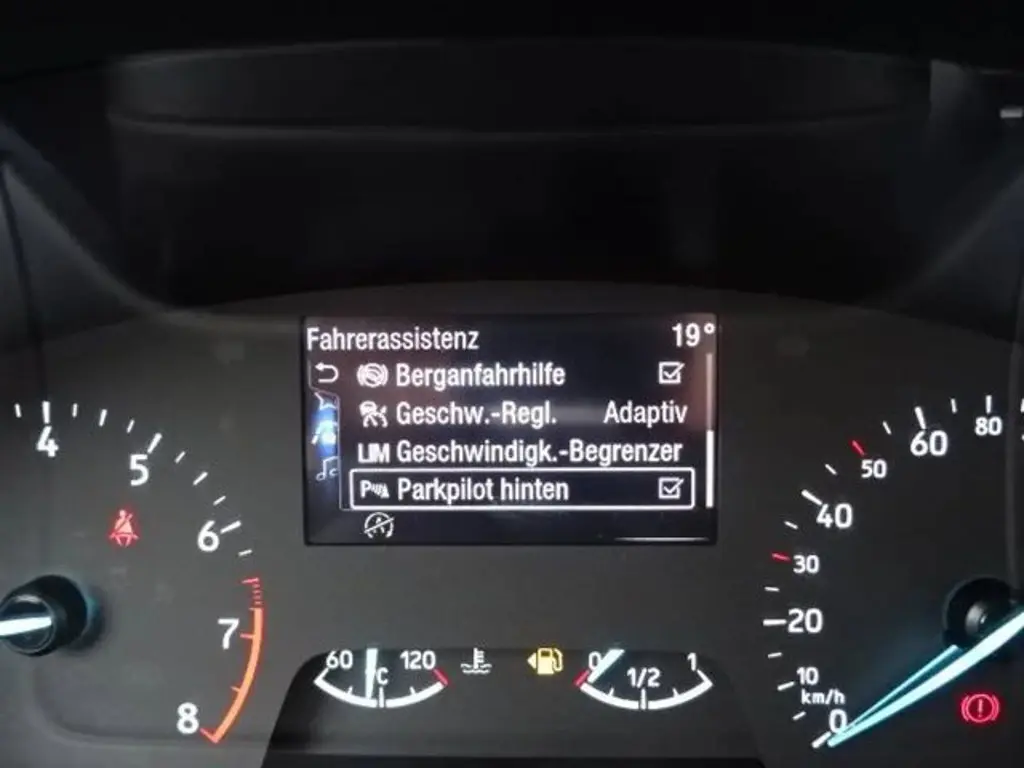 Fahrerassistenz 19°
Berganfahrhilfe
Geschw.-Regl. Adaptiv
LIM Geschwindigk.-Begrenzer
P Parkpilot hinten
4
5
6
7
8
60 °C 120
0 1/2 1
0
10
km/h
20
30
40
50
60
80